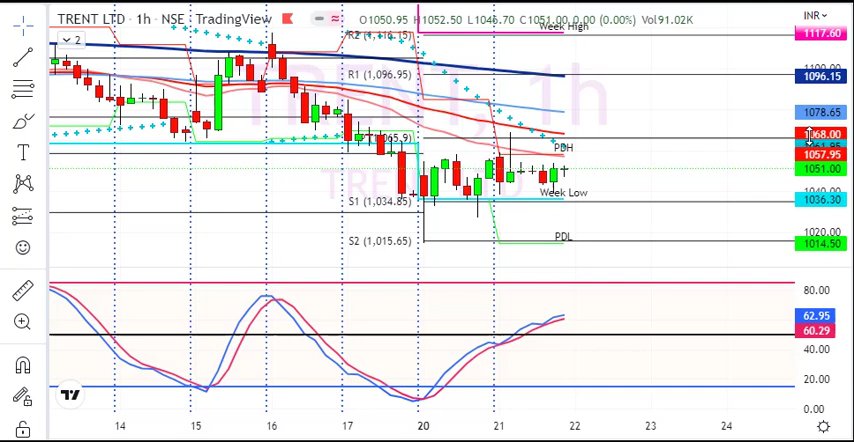 TRENT LTD · 1h · NSE · TradingView
O1050.95 H1052.50 L1046.70 C1051.00 0.00 (0.00%) Vol91.02K
INR
2
R2 (1,116.15)
Week High
1117.60
R1 (1,096.95)
1096.15
1078.65
1068.00
PDH
1057.95
1051.00
1040.00
Week Low
S1 (1,034.85)
1036.30
1020.00
S2 (1,015.65)
PDL
1014.50
TRENT, 1h
TRENT LTD
80.00
62.95
60.29
40.00
20.00
0.00
14 15 16 17 20 21 22 23 24